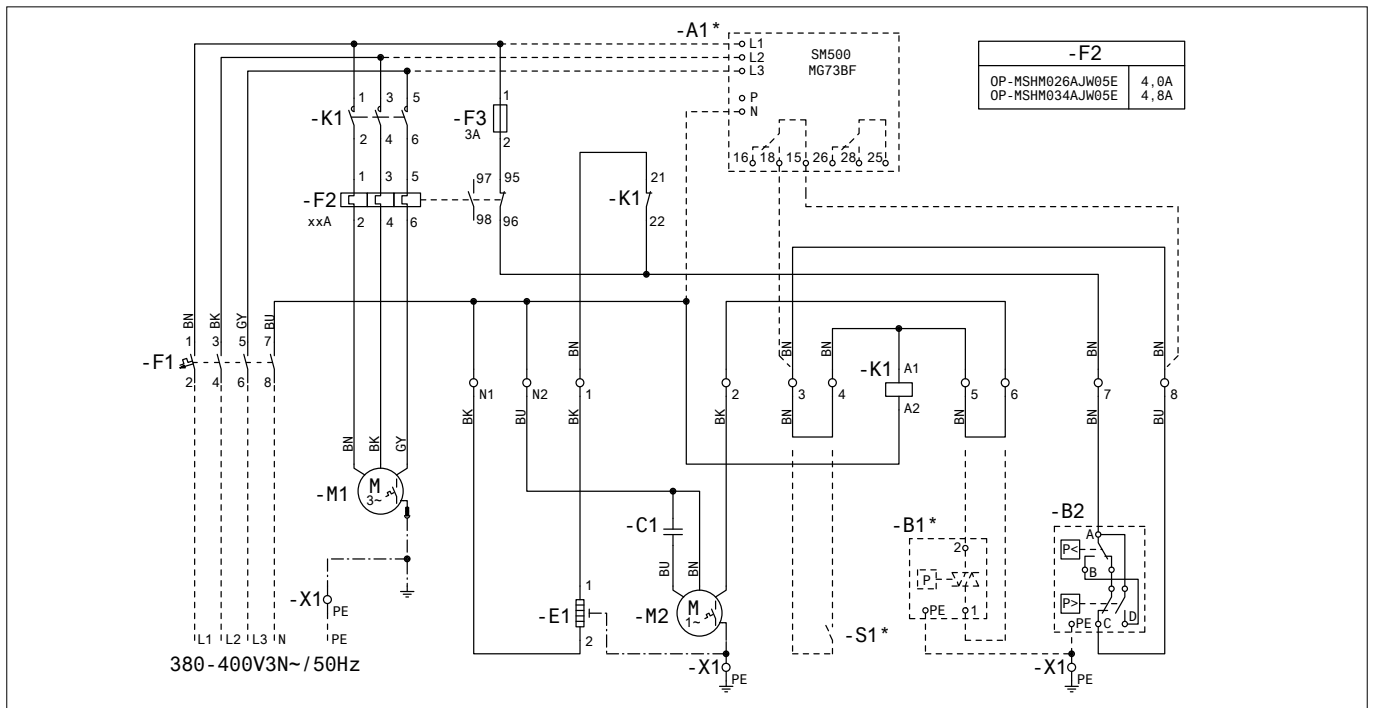 -A1*
L1
L2
L3
P
N
SM500
MG73BF
16 18 15 26 28 25
-F2
OP-MSHM026AJW05E 4,0A
OP-MSHM034AJW05E 4,8A
-K1
1 3 5
2 4 6
-F3
3A
1
2
-F2
xxA
1 3 5
2 4 6
97 95
98 96
-K1
21
22
BN BK GY BU
1 3 5 7
-F1
2 4 6 8
BN BN BN BN BN BN
N1 N2 1 2 3 4 5 6 7 8
-K1
A1
A2
BK BU BK BK BN BN BN BU
BN BK GY
-M1
M
3~
-X1
PE
L1 L2 L3 N PE
380-400V3N~/50Hz
-C1
BU BN
-E1
1
2
-M2
M
1~
-X1
PE
-S1*
-B1*
2
P
PE 1
-B2
A
P<
B
P>
PE C D
-X1
PE